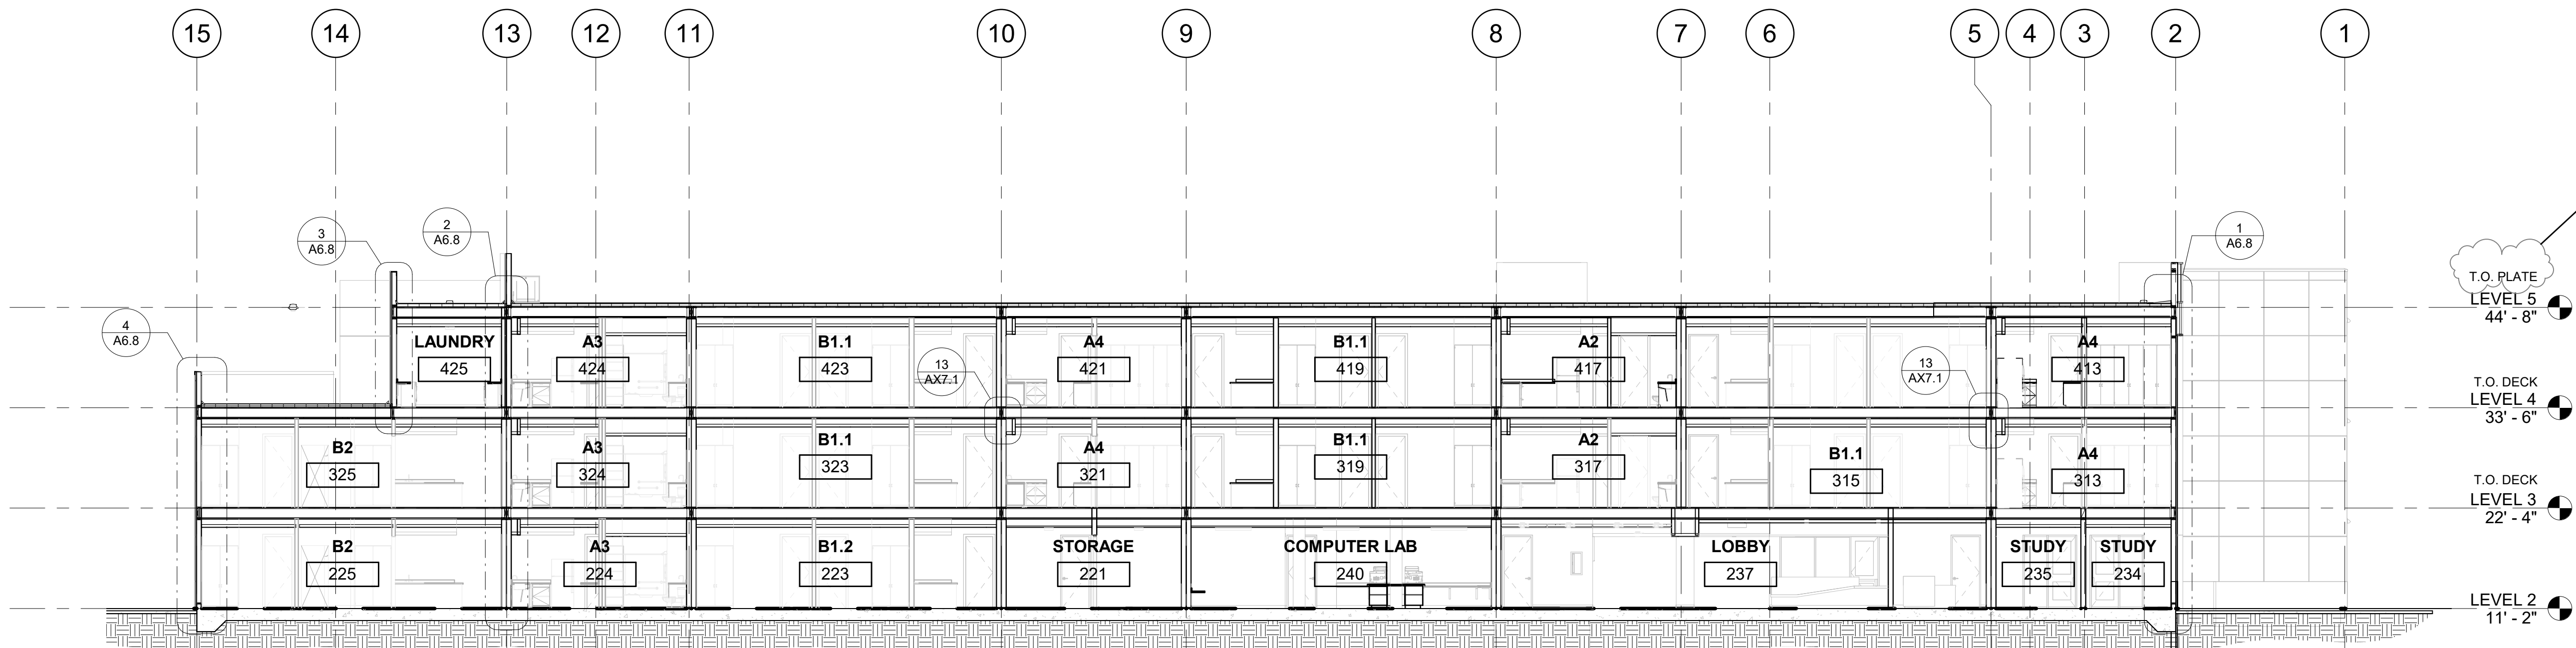 15 14 13 12 11 10 9 8 7 6 5 4 3 2 1
2
A6.8
3
A6.8
1
A6.8
T.O. PLATE
LEVEL 5
44' - 8"
4
A6.8
LAUNDRY
425
A3
424
B1.1
423
13
AX7.1
A4
421
B1.1
419
A2
417
13
AX7.1
A4
413
T.O. DECK
LEVEL 4
33' - 6"
B2
325
A3
324
B1.1
323
A4
321
B1.1
319
A2
317
B1.1
315
A4
313
T.O. DECK
LEVEL 3
22' - 4"
B2
225
A3
224
B1.2
223
STORAGE
221
COMPUTER LAB
240
LOBBY
237
STUDY
235
STUDY
234
LEVEL 2
11' - 2"